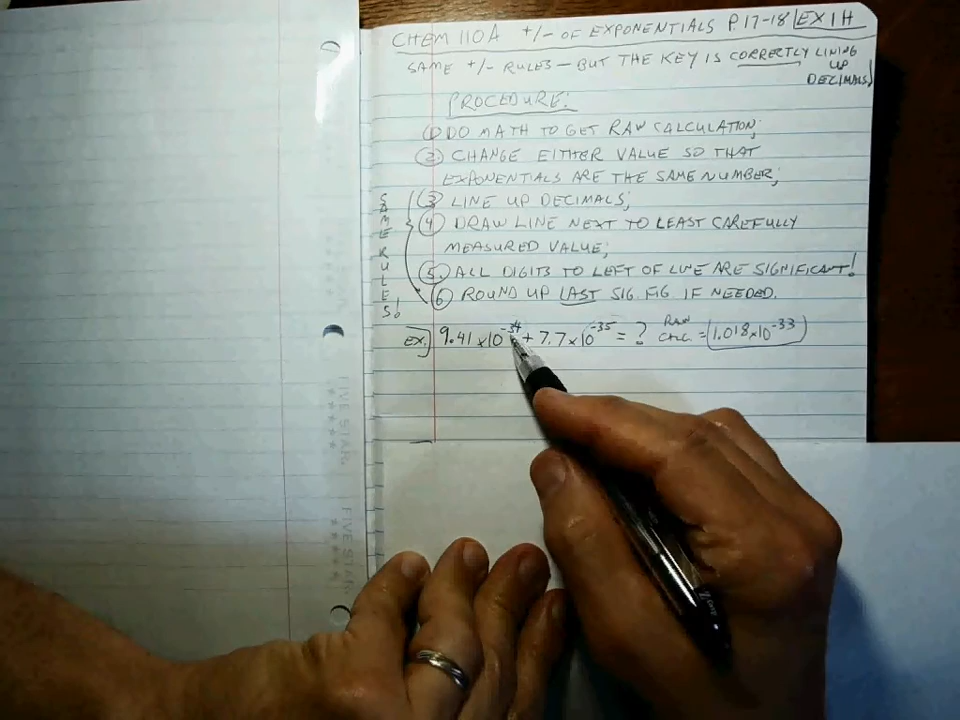 CHEM 110A +/- OF EXPONENTIALS P.17-18 EX 1H
SAME +/- RULES — BUT THE KEY IS CORRECTLY LINING
UP
DECIMALS!
PROCEDURE:
① DO MATH TO GET RAW CALCULATION;
② CHANGE EITHER VALUE SO THAT
EXPONENTIALS ARE THE SAME NUMBER;
③ LINE UP DECIMALS;
④ DRAW LINE NEXT TO LEAST CAREFULLY
MEASURED VALUE;
⑤. ALL DIGITS TO LEFT OF LINE ARE SIGNIFICANT!
⑥ ROUND UP LAST SIG. FIG. IF NEEDED.
SAME RULES!
EX. 9.41 x 10⁻³⁴ + 7.7 x 10⁻³⁵ = ? RAW CALC. = 1.018 x 10⁻³³
FIVE STAR.
FIVE STAR.